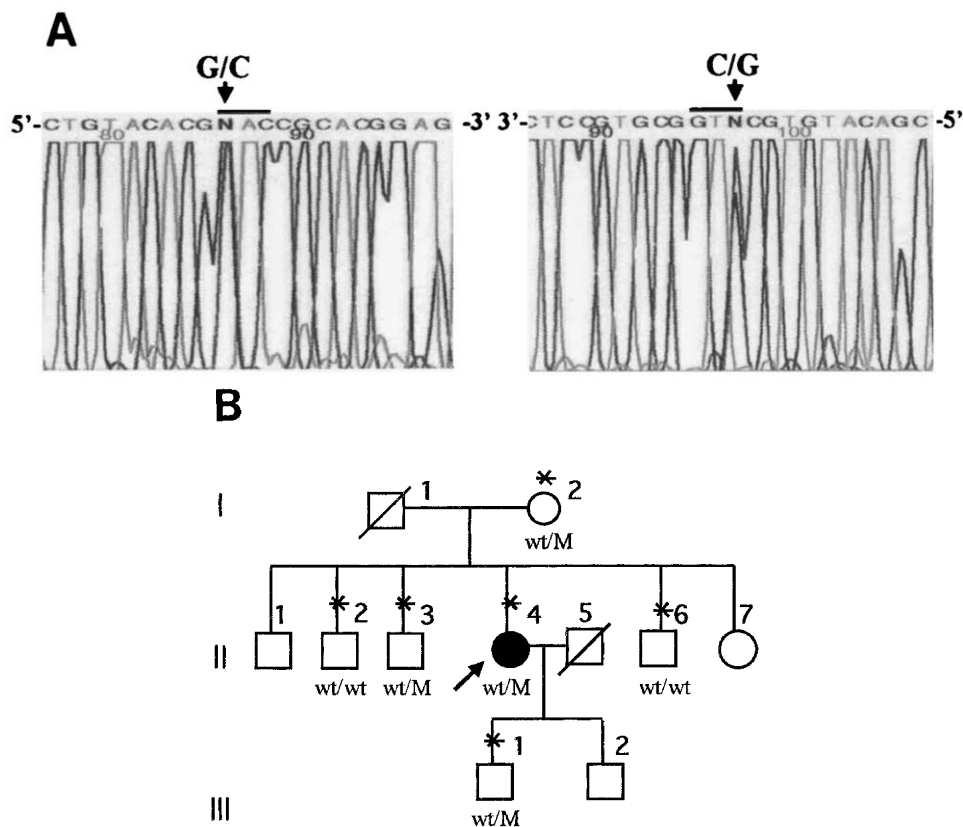 A
G/C
C/G
5'-CTGTACACGNACCGCACGGAG-3'
80 90
3'-CTCCGTGCGGTNCGTGTACAGC-5'
90 100
B
I
1
* 2
wt/M
II
1
* 2
* 3
* 4
5
* 6
7
wt/wt
wt/M
wt/M
wt/wt
III
* 1
2
wt/M